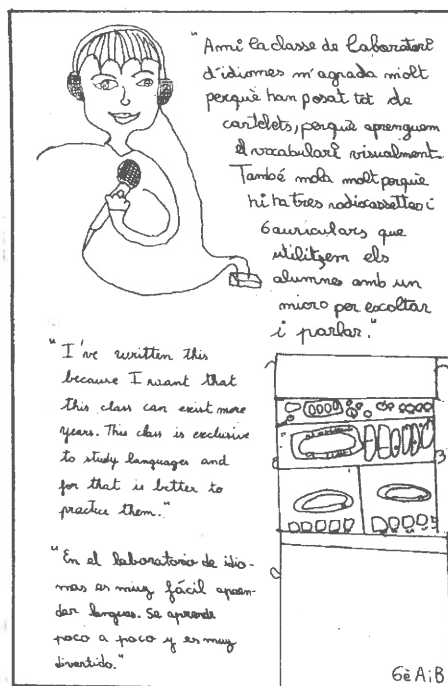 "A mi la classe de laboratori
d'idiomes m'agrada molt
perquè han posat tot de
cartelets, perquè aprenguem
el vocabulari visualment.
També mola molt perquè
hi ha tres radiocassettes i
6 auriculars que
utilitzem els
alumnes amb un
micro per escoltar
i parlar."
"I've written this
because I want that
this class can exist more
years. This class is exclusive
to study languages and
for that is better to
practice them."
"En el laboratorio de idio-
mas es muy fácil apren-
der lenguas. Se aprende
poco a poco y es muy
divertido."
6è A i B